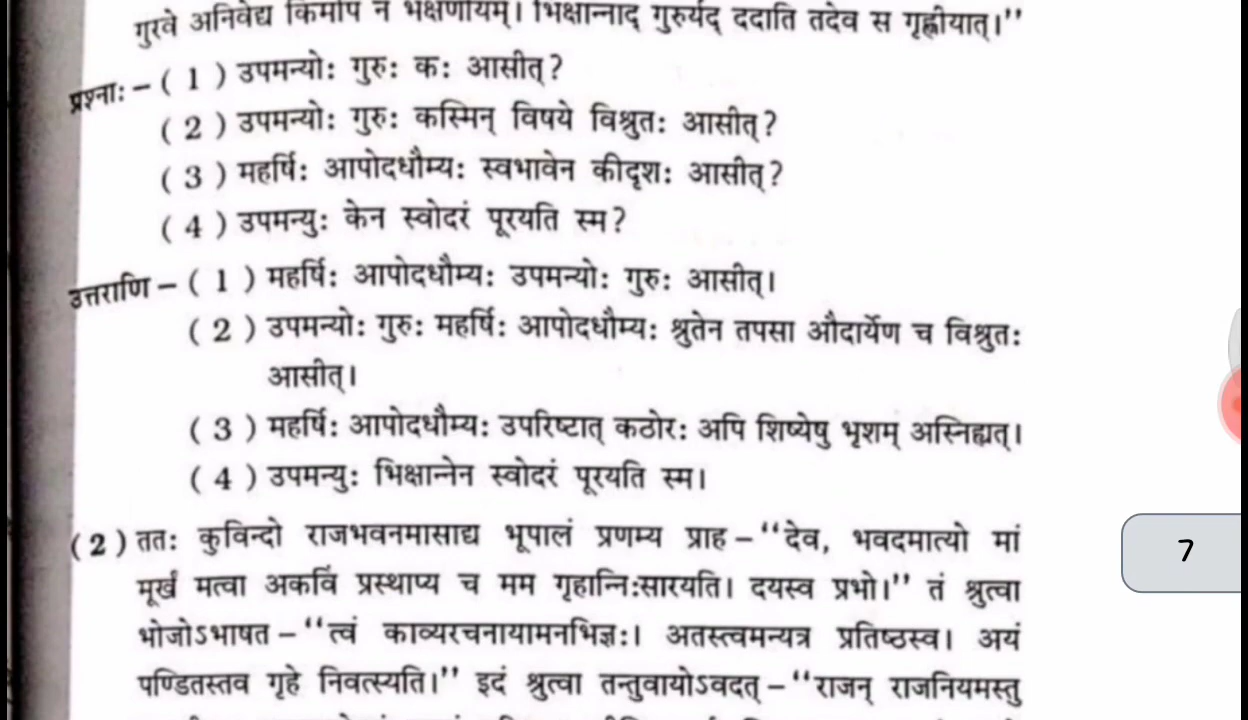 गुरवे अनिवेद्य किमपि न भक्षणीयम्। भिक्षान्नाद् गुरुर्यद् ददाति तदेव स गृह्णीयात्।’’
प्रश्ना: – ( 1 ) उपमन्यो: गुरु: क: आसीत्?
( 2 ) उपमन्यो: गुरु: कस्मिन् विषये विश्रुत: आसीत्?
( 3 ) महर्षि: आपोदधौम्य: स्वभावेन कीदृश: आसीत्?
( 4 ) उपमन्यु: केन स्वोदरं पूरयति स्म?
उत्तराणि – ( 1 ) महर्षि: आपोदधौम्य: उपमन्यो: गुरु: आसीत्।
( 2 ) उपमन्यो: गुरु: महर्षि: आपोदधौम्य: श्रुतेन तपसा औदार्येण च विश्रुत:
आसीत्।
( 3 ) महर्षि: आपोदधौम्य: उपरिष्टात् कठोर: अपि शिष्येषु भृशम् अस्निह्यत्।
( 4 ) उपमन्यु: भिक्षान्नेन स्वोदरं पूरयति स्म।
( 2 ) तत: कुविन्दो राजभवनमासाद्य भूपालं प्रणम्य प्राह – ‘‘देव, भवदमात्यो मां
मूर्खं मत्वा अकविं प्रस्थाप्य च मम गृहान्नि:सारयति। दयस्व प्रभो।’’ तं श्रुत्वा
भोजोऽभाषत – ‘‘त्वं काव्यरचनायामनभिज्ञ:। अतस्त्वमन्यत्र प्रतिष्ठस्व। अयं
पण्डितस्तव गृहे निवत्स्यति।’’ इदं श्रुत्वा तन्तुवायोऽवदत् – ‘‘राजन् राजनियमस्तु
7